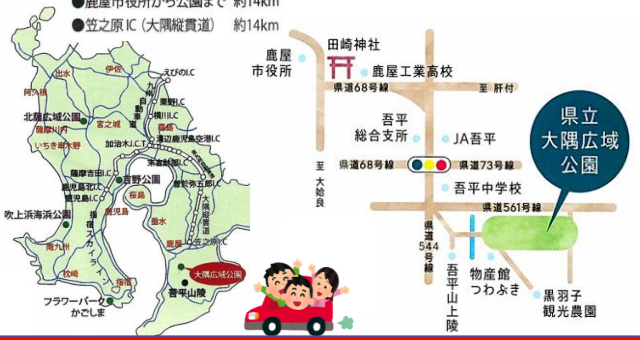 ●鹿屋市役所から公園まで 約14km
●笠之原IC（大隅縦貫道） 約14km
出水
伊佐
えびのI.C
阿久根
九州自動車道
栗野I.C
横川I.C
北薩広域公園
霧島
薩摩川内
宮之城
溝辺鹿児島空港I.C
いちき串木野
加治木J.C.T
末吉財部I.C
薩摩吉田I.C
曽於弥五郎I.C
鹿児島北I.C
吉野公園
鹿児島I.C
桜島
大隅縦貫道
吹上浜海浜公園
鹿児島
垂水
指宿スカイライン
笠之原I.C
南九州
鹿屋
大隅広域公園
枕崎
指宿
吾平山陵
フラワーパーク
かごしま
鹿屋
市役所
田崎神社
鹿屋工業高校
県道68号線
至 肝付
県立
大隅広域
公園
吾平
総合支所
JA吾平
至 大姶良
県道68号線
県道73号線
吾平中学校
県道561号線
県道
544
号線
吾平山上陵
物産館
つわぶき
黒羽子
観光農園